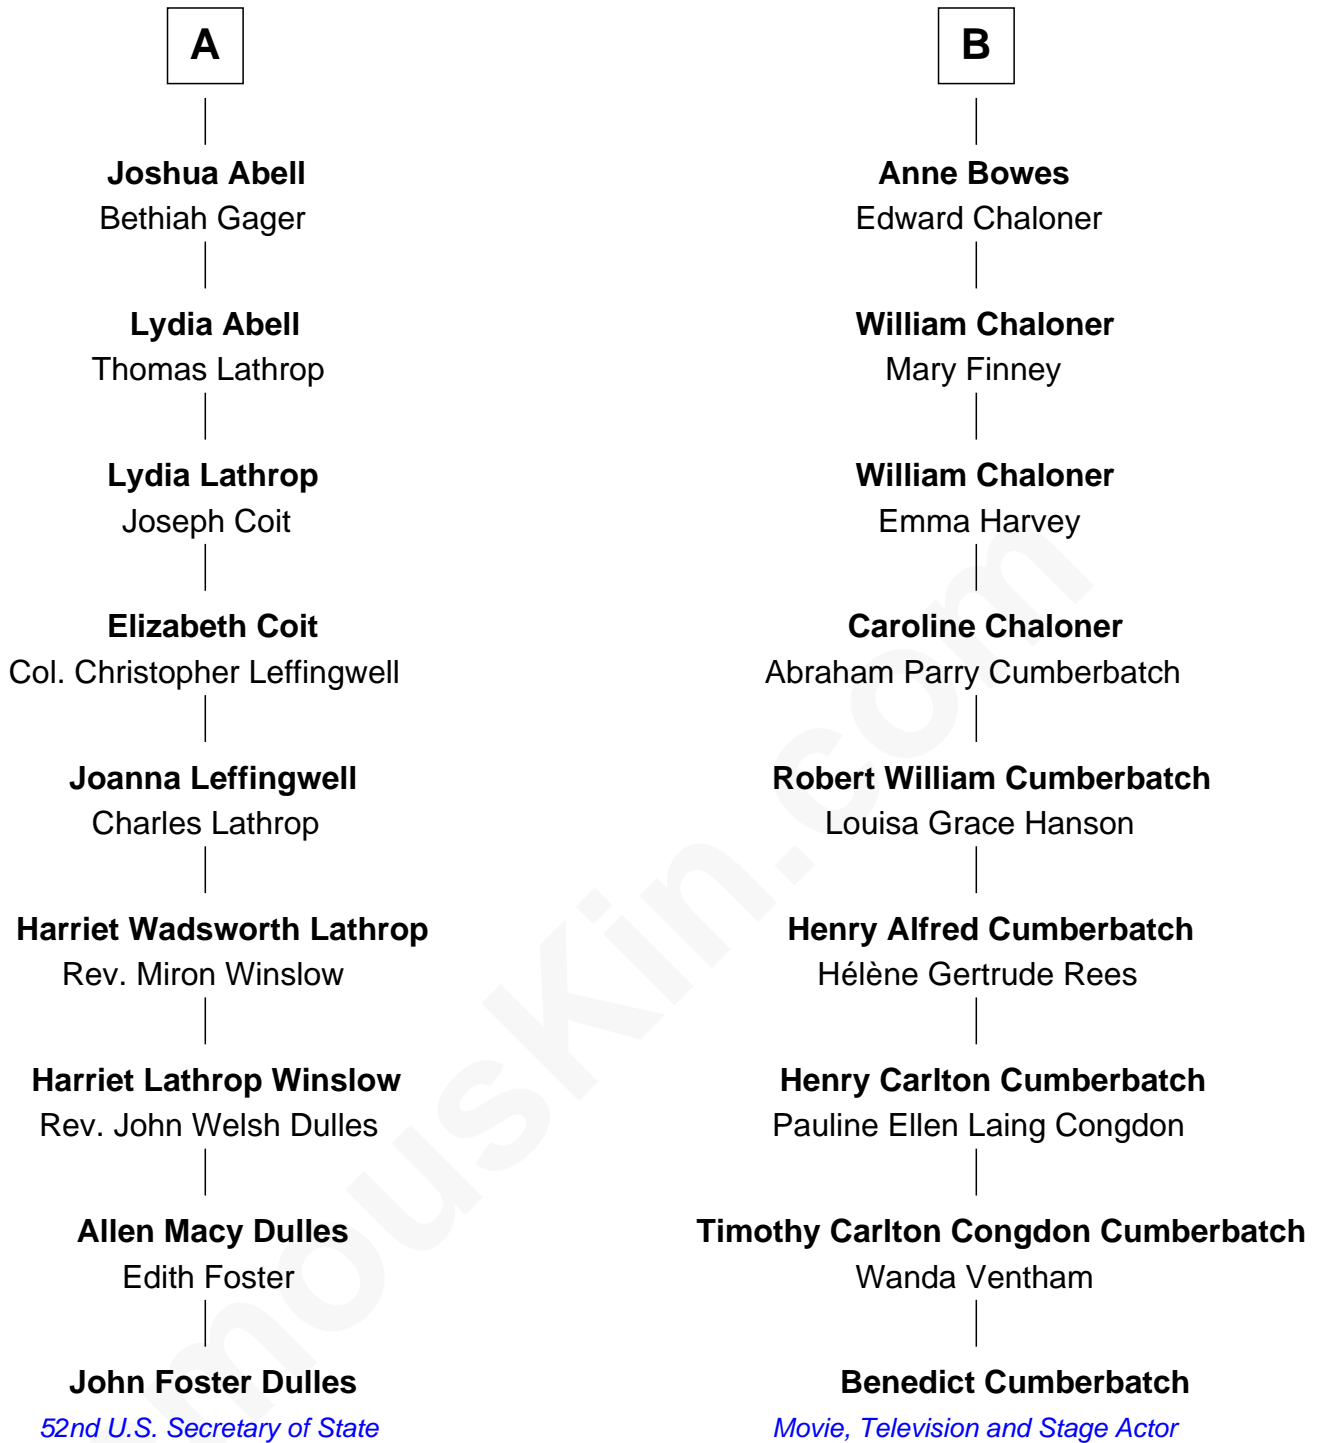 A
Joshua Abell
Bethiah Gager
Lydia Abell
Thomas Lathrop
Lydia Lathrop
Joseph Coit
Elizabeth Coit
Col. Christopher Leffingwell
Joanna Leffingwell
Charles Lathrop
Harriet Wadsworth Lathrop
Rev. Miron Winslow
Harriet Lathrop Winslow
Rev. John Welsh Dulles
Allen Macy Dulles
Edith Foster
John Foster Dulles
52nd U.S. Secretary of State
B
Anne Bowes
Edward Chaloner
William Chaloner
Mary Finney
William Chaloner
Emma Harvey
Caroline Chaloner
Abraham Parry Cumberbatch
Robert William Cumberbatch
Louisa Grace Hanson
Henry Alfred Cumberbatch
Hélène Gertrude Rees
Henry Carlton Cumberbatch
Pauline Ellen Laing Congdon
Timothy Carlton Congdon Cumberbatch
Wanda Ventham
Benedict Cumberbatch
Movie, Television and Stage Actor
mousKin.com